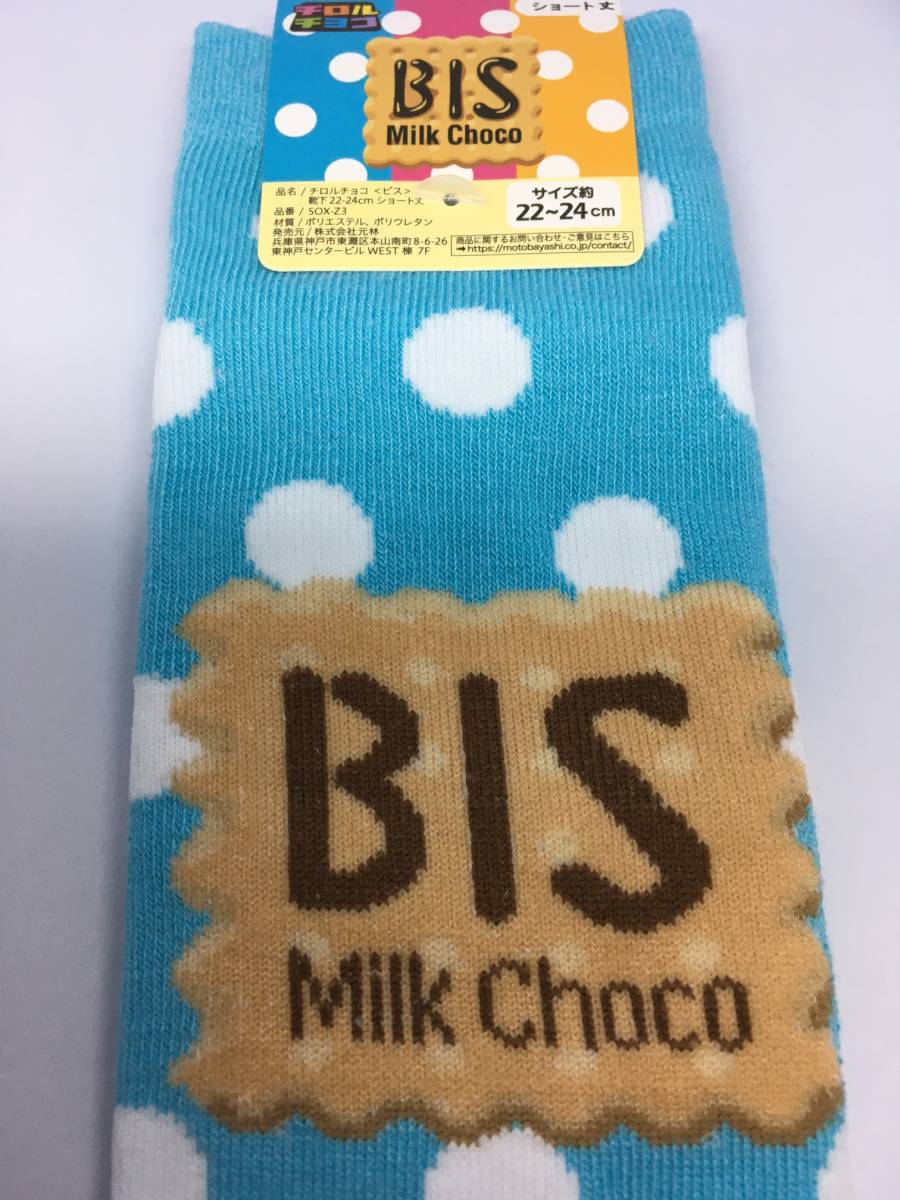 チロル
チョコ
ショート丈
BIS
Milk Choco
品名／チロルチョコ＜ビス＞
靴下22-24cm ショート丈
品番／SOX-Z3
材質／ポリエステル、ポリウレタン
発売元／株式会社元林
兵庫県神戸市東灘区本山南町8-6-26
東神戸センタービル WEST 棟 7F
サイズ約
22~24cm
商品に関するお問い合わせ・ご意見はこちら
➞https://motobayashi.co.jp/contact/
BIS
Milk Choco